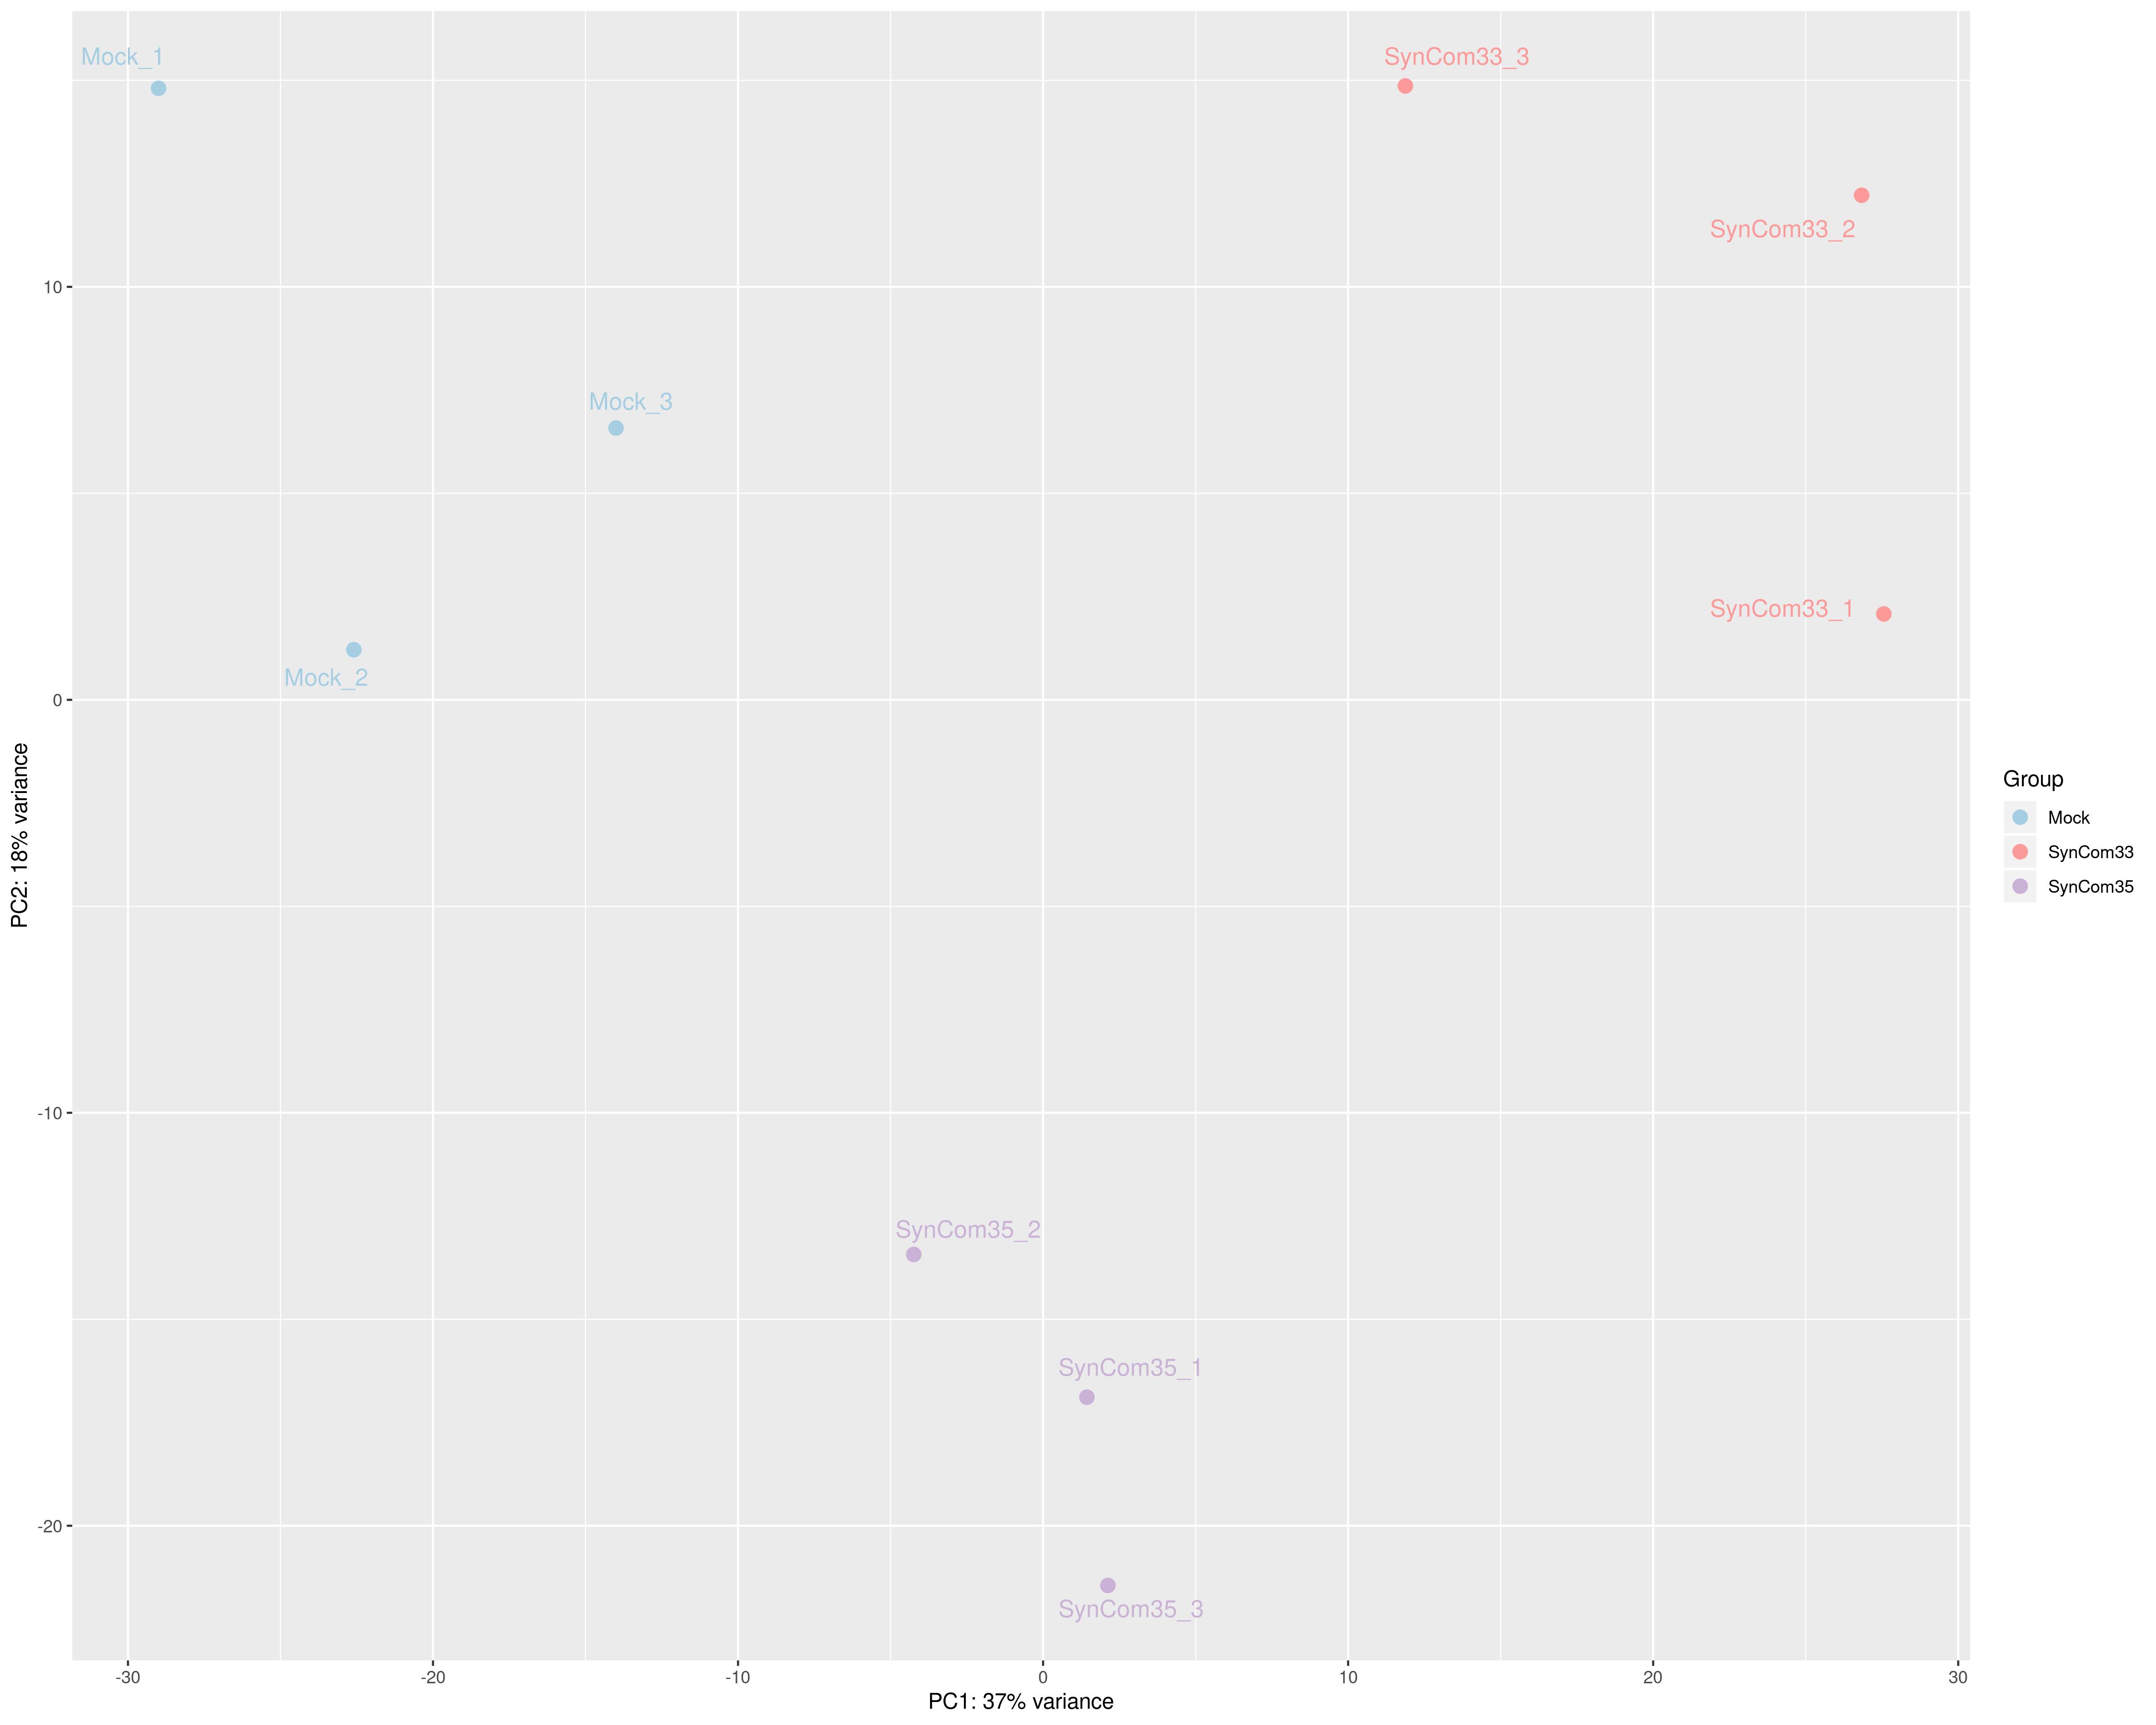 Mock_1
SynCom33_3
SynCom33_2
10
Mock_3
SynCom33_1
Mock_2
0
PC2: 18% variance
Group
Mock
SynCom33
SynCom35
-10
SynCom35_2
SynCom35_1
-20
SynCom35_3
-30
-20
-10
0
10
20
30
PC1: 37% variance